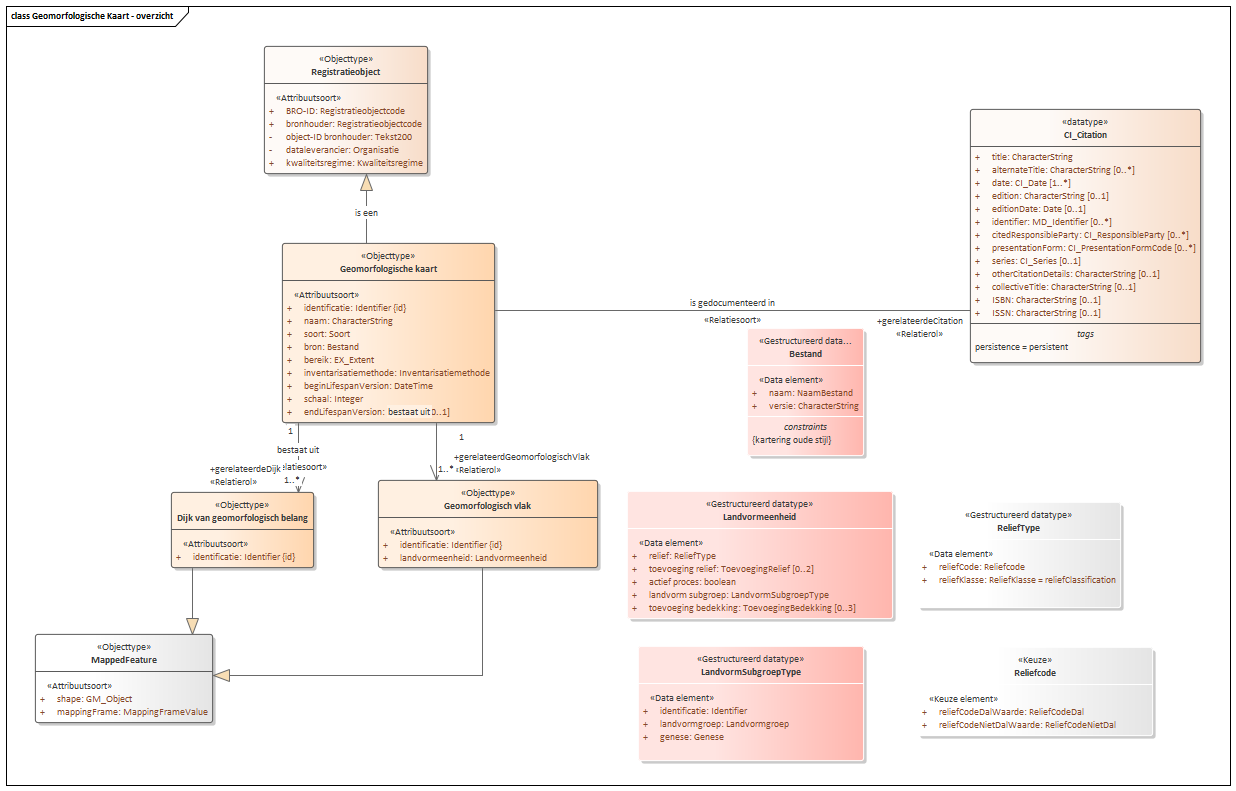 class Geomorfologische Kaart - overzicht
«Objecttype»
Registratieobject
«Attribuutsoort»
+ BRO-ID: Registratieobjectcode
+ bronhouder: Registratieobjectcode
- object-ID bronhouder: Tekst200
- dataleverancier: Organisatie
+ kwaliteitsregime: Kwaliteitsregime
is een
«Objecttype»
Geomorfologische kaart
«Attribuutsoort»
+ identificatie: Identifier {id}
+ naam: CharacterString
+ soort: Soort
+ bron: Bestand
+ bereik: EX_Extent
+ inventarisatiemethode: Inventarisatiemethode
+ beginLifespanVersion: DateTime
+ schaal: Integer
+ endLifespanVersion: bestaat uit 0..1]
«datatype»
CI_Citation
+ title: CharacterString
+ alternateTitle: CharacterString [0..*]
+ date: CI_Date [1..*]
+ edition: CharacterString [0..1]
+ editionDate: Date [0..1]
+ identifier: MD_Identifier [0..*]
+ citedResponsibleParty: CI_ResponsibleParty [0..*]
+ presentationForm: CI_PresentationFormCode [0..*]
+ series: CI_Series [0..1]
+ otherCitationDetails: CharacterString [0..1]
+ collectiveTitle: CharacterString [0..1]
+ ISBN: CharacterString [0..1]
+ ISSN: CharacterString [0..1]
tags
persistence = persistent
is gedocumenteerd in
«Relatiesoort»
+gerelateerdeCitation
«Relatierol»
«Gestructureerd data...
Bestand
«Data element»
+ naam: NaamBestand
+ versie: CharacterString
constraints
{kartering oude stijl}
1
bestaat uit
+gerelateerdeDijk
elatiesoort»
«Relatierol»
1..*
1
+gerelateerdGeomorfologischVlak
1..*
«Relatierol»
«Objecttype»
Dijk van geomorfologisch belang
«Attribuutsoort»
+ identificatie: Identifier {id}
«Objecttype»
Geomorfologisch vlak
«Attribuutsoort»
+ identificatie: Identifier {id}
+ landvormeenheid: Landvormeenheid
«Gestructureerd datatype»
Landvormeenheid
«Data element»
+ relief: ReliefType
+ toevoeging relief: ToevoegingRelief [0..2]
+ actief proces: boolean
+ landvorm subgroep: LandvormSubgroepType
+ toevoeging bedekking: ToevoegingBedekking [0..3]
«Gestructureerd datatype»
ReliefType
«Data element»
+ reliefCode: Reliefcode
+ reliefKlasse: ReliefKlasse = reliefClassification
«Objecttype»
MappedFeature
«Attribuutsoort»
+ shape: GM_Object
+ mappingFrame: MappingFrameValue
«Gestructureerd datatype»
LandvormSubgroepType
«Data element»
+ identificatie: Identifier
+ landvormgroep: Landvormgroep
+ genese: Genese
«Keuze»
Reliefcode
«Keuze element»
+ reliefCodeDalWaarde: ReliefCodeDal
+ reliefCodeNietDalWaarde: ReliefCodeNietDal